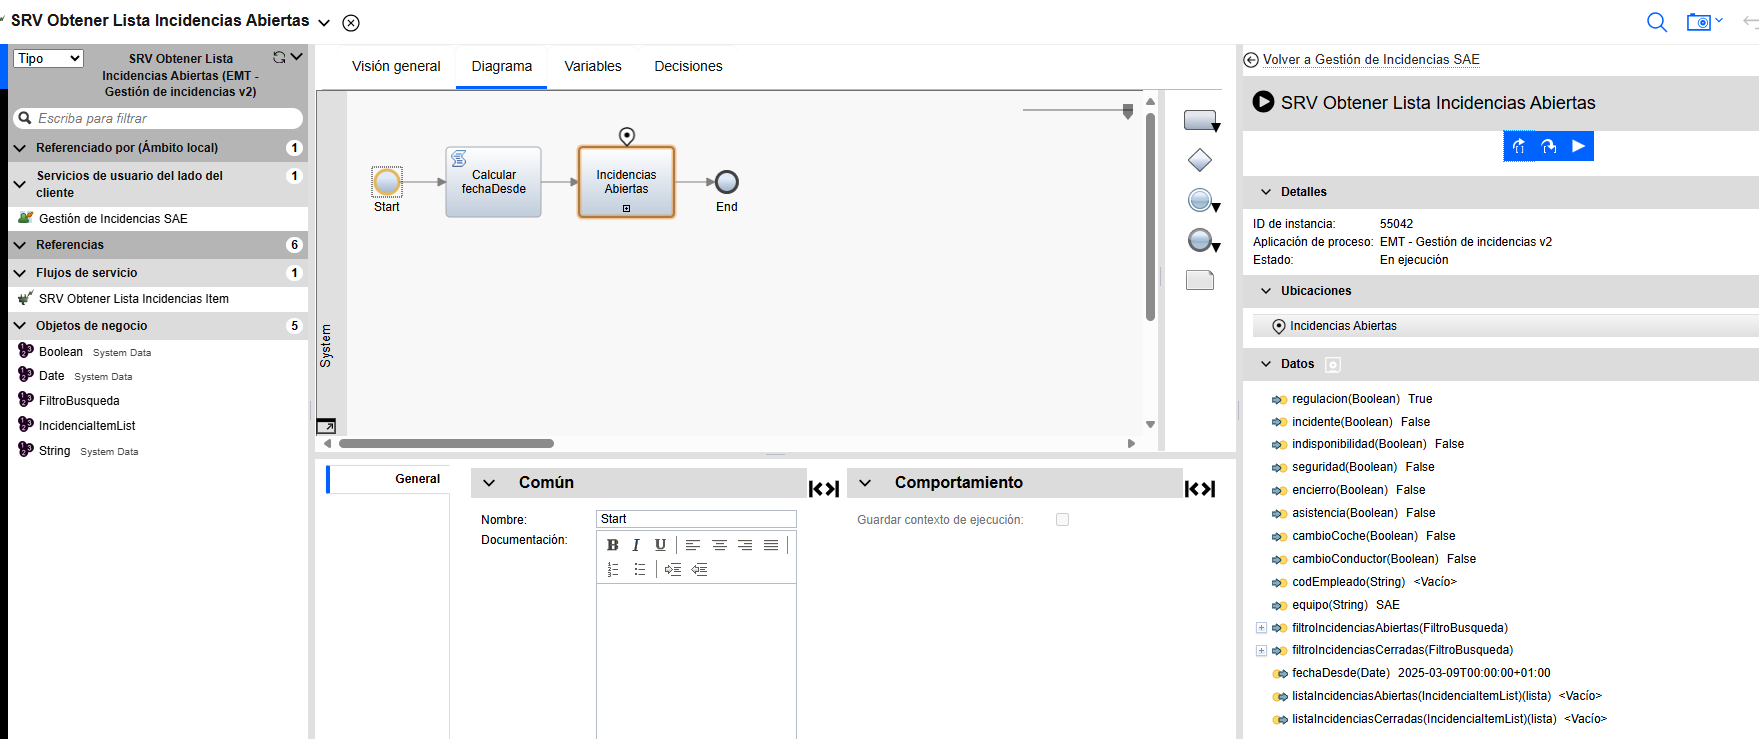 SRV Obtener Lista Incidencias Abiertas
Tipo
SRV Obtener Lista
Incidencias Abiertas (EMT -
Gestión de incidencias v2)
Escriba para filtrar
Referenciado por (Ámbito local) 1
Servicios de usuario del lado del
cliente 1
Gestión de Incidencias SAE
Referencias 6
Flujos de servicio 1
SRV Obtener Lista Incidencias Item
Objetos de negocio 5
Boolean System Data
Date System Data
FiltroBusqueda
IncidenciaItemList
String System Data
Visión general Diagrama Variables Decisiones
System
Start
Calcular
fechaDesde
Incidencias
Abiertas
End
General
Común
Nombre: Start
Documentación:
B I U
Comportamiento
Guardar contexto de ejecución:
Volver a Gestión de Incidencias SAE
SRV Obtener Lista Incidencias Abiertas
Detalles
ID de instancia: 55042
Aplicación de proceso: EMT - Gestión de incidencias v2
Estado: En ejecución
Ubicaciones
Incidencias Abiertas
Datos
regulacion(Boolean) True
incidente(Boolean) False
indisponibilidad(Boolean) False
seguridad(Boolean) False
encierro(Boolean) False
asistencia(Boolean) False
cambioCoche(Boolean) False
cambioConductor(Boolean) False
codEmpleado(String) <Vacío>
equipo(String) SAE
filtroIncidenciasAbiertas(FiltroBusqueda)
filtroIncidenciasCerradas(FiltroBusqueda)
fechaDesde(Date) 2025-03-09T00:00:00+01:00
listaIncidenciasAbiertas(IncidenciaItemList)(lista) <Vacío>
listaIncidenciasCerradas(IncidenciaItemList)(lista) <Vacío>